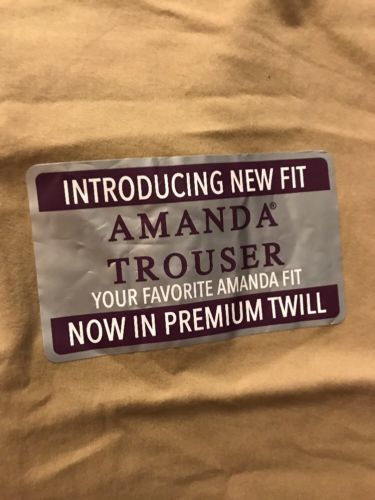 INTRODUCING NEW FIT
AMANDA®
TROUSER
YOUR FAVORITE AMANDA FIT
NOW IN PREMIUM TWILL